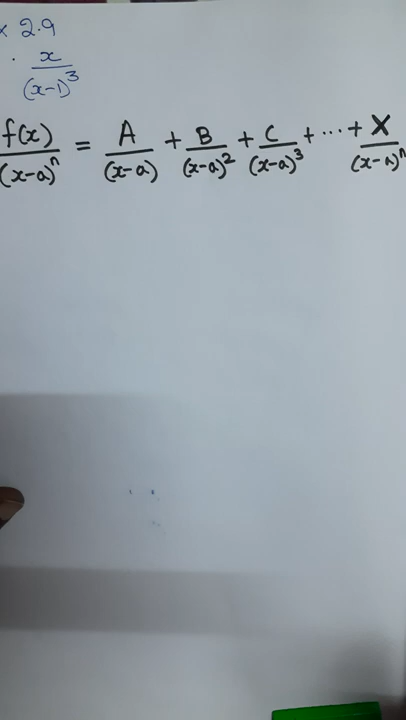 x 2.9
. x/(x-1)³
f(x)/(x-a)ⁿ = A/(x-a) + B/(x-a)² + C/(x-a)³ + ... + X/(x-a)ⁿ